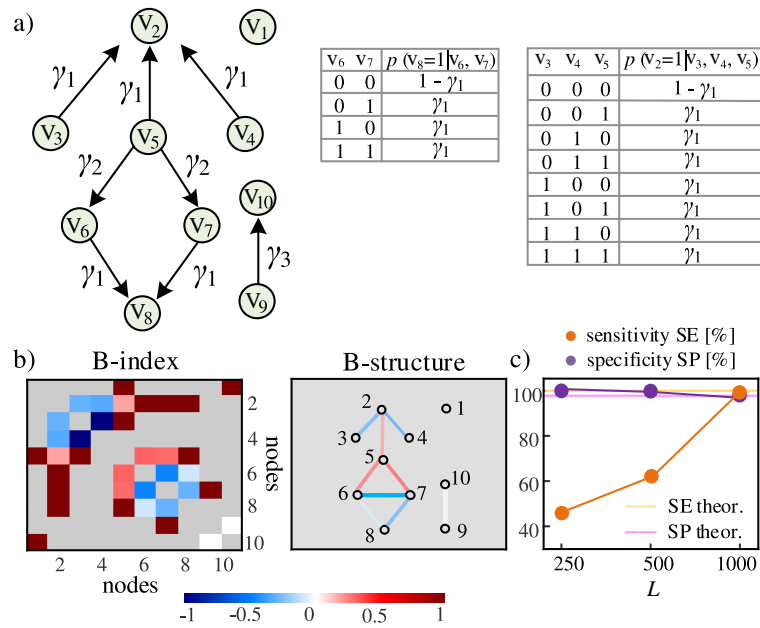 a)
V2 V1
γ1 γ1 γ1
V3 V5 V4
γ2 γ2
V6 V7 V10
γ1 γ1 γ3
V8 V9
v6 v7 p (v8=1|v6, v7)
0 0 1 - γ1
0 1 γ1
1 0 γ1
1 1 γ1
v3 v4 v5 p (v2=1|v3, v4, v5)
0 0 0 1 - γ1
0 0 1 γ1
0 1 0 γ1
0 1 1 γ1
1 0 0 γ1
1 0 1 γ1
1 1 0 γ1
1 1 1 γ1
b)
B-index
2
4
6
8
10
nodes
2 4 6 8 10
nodes
B-structure
2 1
3 4
5
6 7 10
8 9
-1 -0.5 0 0.5 1
c)
sensitivity SE [%]
specificity SP [%]
100
80
60
40
SE theor.
SP theor.
250 500 1000
L